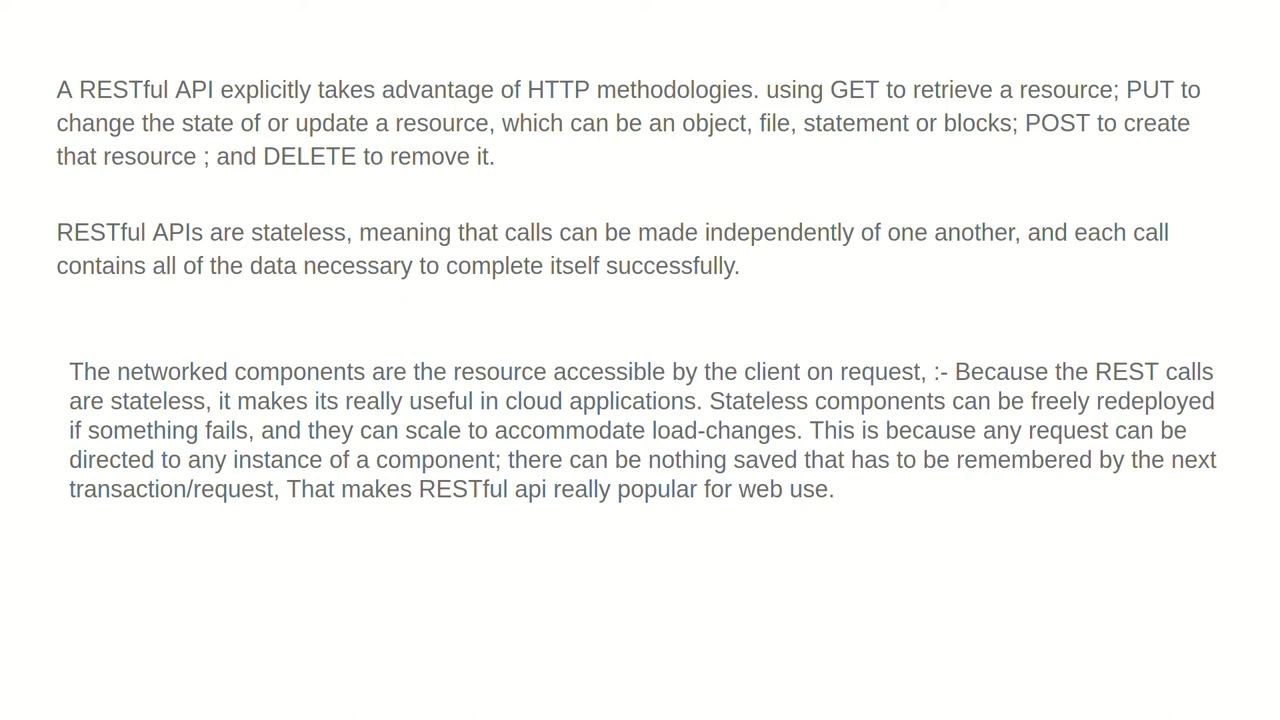 A RESTful API explicitly takes advantage of HTTP methodologies. using GET to retrieve a resource; PUT to
change the state of or update a resource, which can be an object, file, statement or blocks; POST to create
that resource ; and DELETE to remove it.
RESTful APIs are stateless, meaning that calls can be made independently of one another, and each call
contains all of the data necessary to complete itself successfully.
The networked components are the resource accessible by the client on request, :- Because the REST calls
are stateless, it makes its really useful in cloud applications. Stateless components can be freely redeployed
if something fails, and they can scale to accommodate load-changes. This is because any request can be
directed to any instance of a component; there can be nothing saved that has to be remembered by the next
transaction/request, That makes RESTful api really popular for web use.